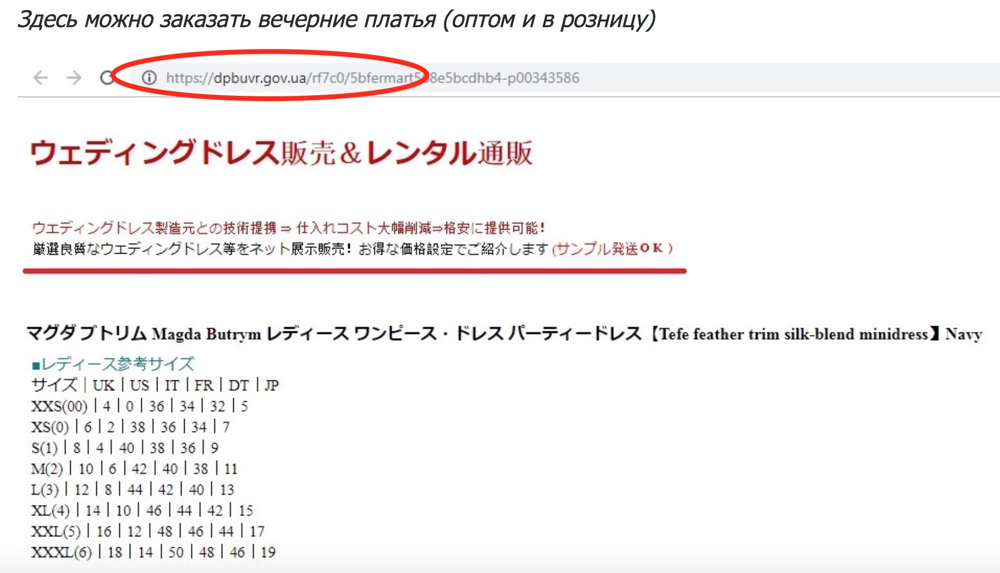 Здесь можно заказать вечерние платья (оптом и в розницу)
https://dpbuvr.gov.ua/rf7c0/5bfermart568e5bcdhb4-p00343586
ウェディングドレス販売＆レンタル通販
ウエディングドレス製造元との技術提携⇒仕入れコスト大幅削減⇒格安に提供可能！
厳選良質なウエディングドレス等をネット展示販売！お得な価格設定でご紹介します(サンプル発送ＯＫ）
マグダ ブトリム Magda Butrym レディース ワンピース・ドレス パーティードレス【Tefe feather trim silk-blend minidress】Navy
■レディース参考サイズ
サイズ｜UK｜US｜IT｜FR｜DT｜JP
XXS(00)｜4｜0｜36｜34｜32｜5
XS(0)｜6｜2｜38｜36｜34｜7
S(1)｜8｜4｜40｜38｜36｜9
M(2)｜10｜6｜42｜40｜38｜11
L(3)｜12｜8｜44｜42｜40｜13
XL(4)｜14｜10｜46｜44｜42｜15
XXL(5)｜16｜12｜48｜46｜44｜17
XXXL(6)｜18｜14｜50｜48｜46｜19